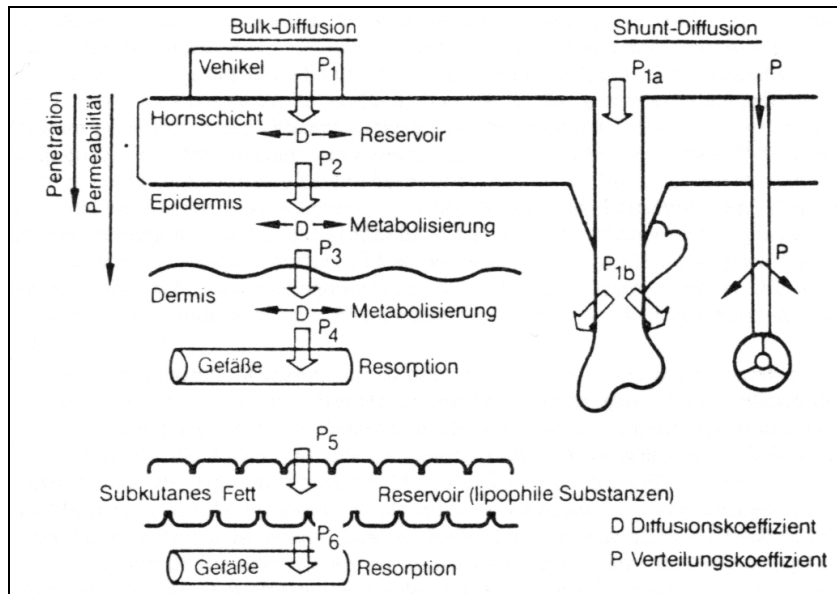 Bulk-Diffusion
Shunt-Diffusion
Vehikel
P1
P1a
P
Penetration
Permeabilität
Hornschicht
D
Reservoir
P2
Epidermis
D
Metabolisierung
P3
P1b
P
Dermis
D
Metabolisierung
P4
Gefäße
Resorption
P5
Subkutanes Fett
Reservoir (lipophile Substanzen)
P6
Gefäße
Resorption
D Diffusionskoeffizient
P Verteilungskoeffizient